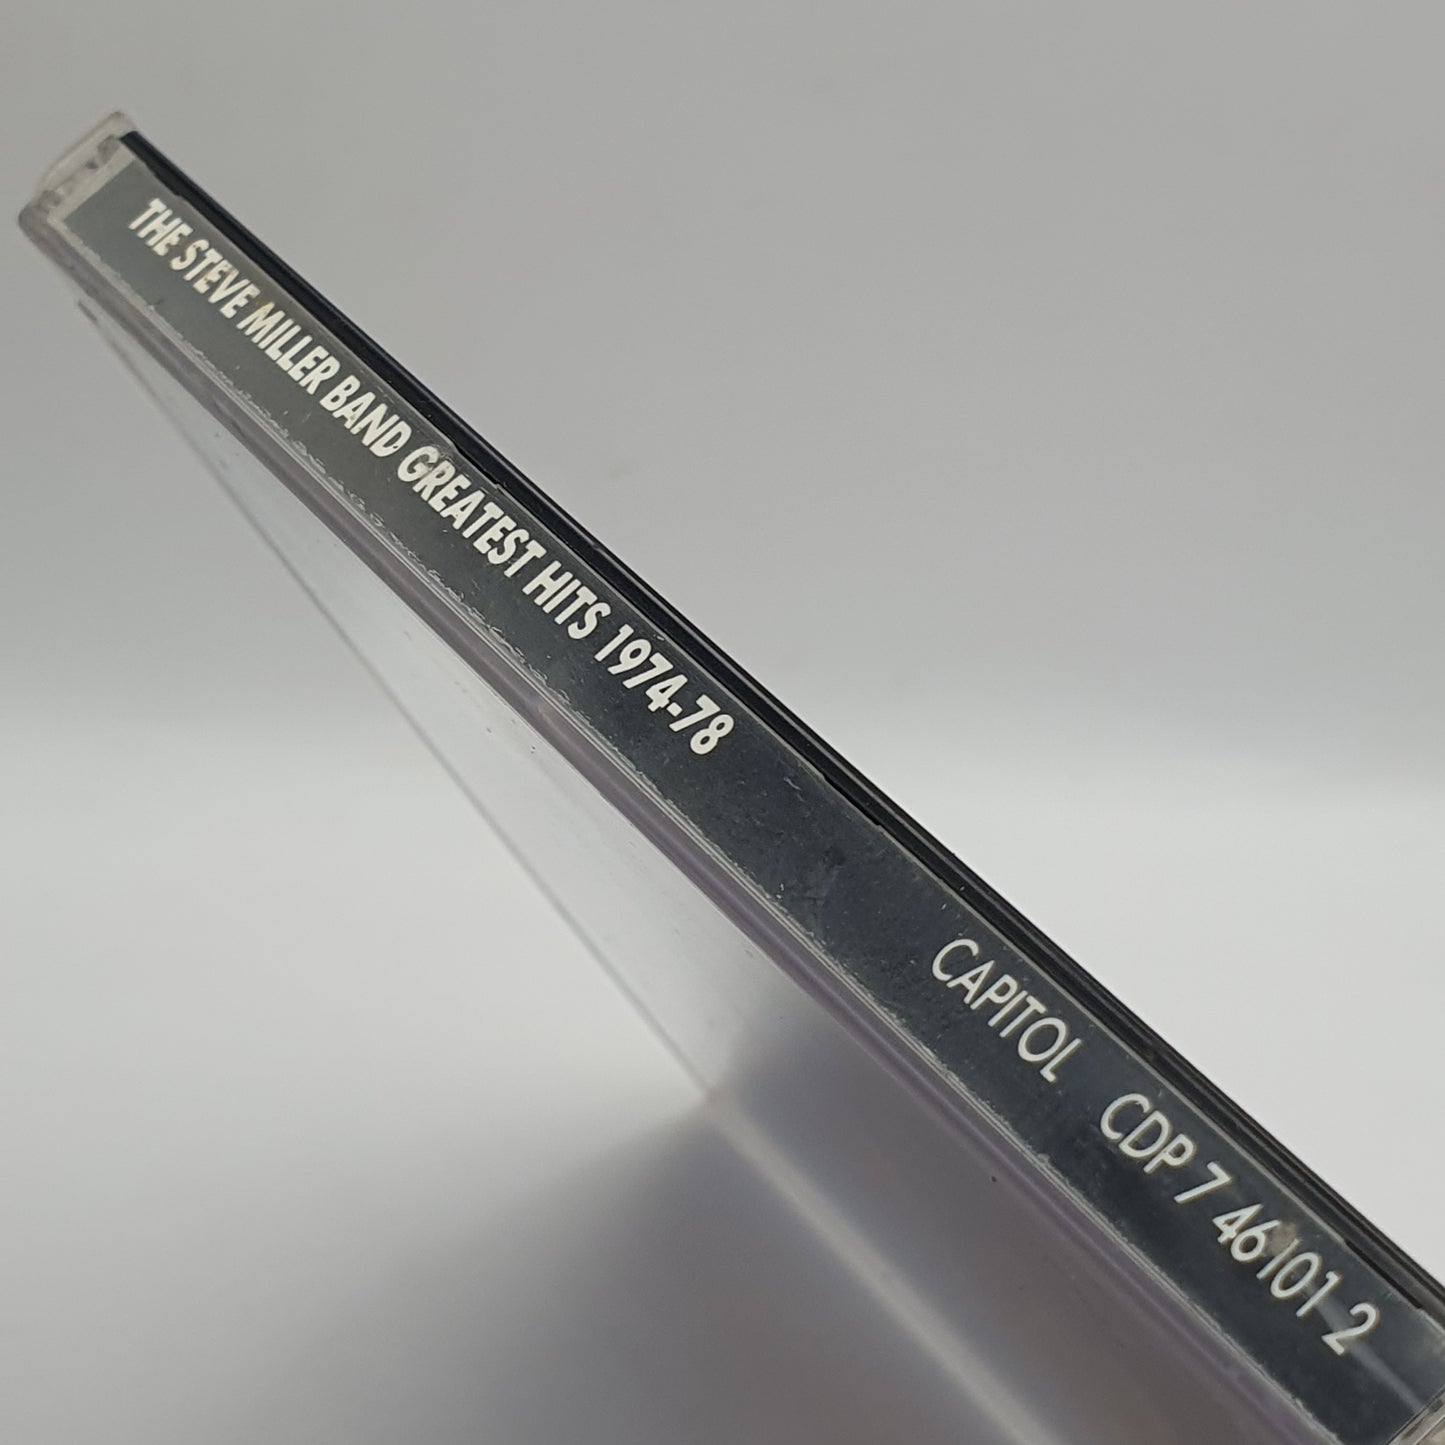 THE STEVE MILLER BAND GREATEST HITS 1974-78 CAPITOL CDP 7 46101 2